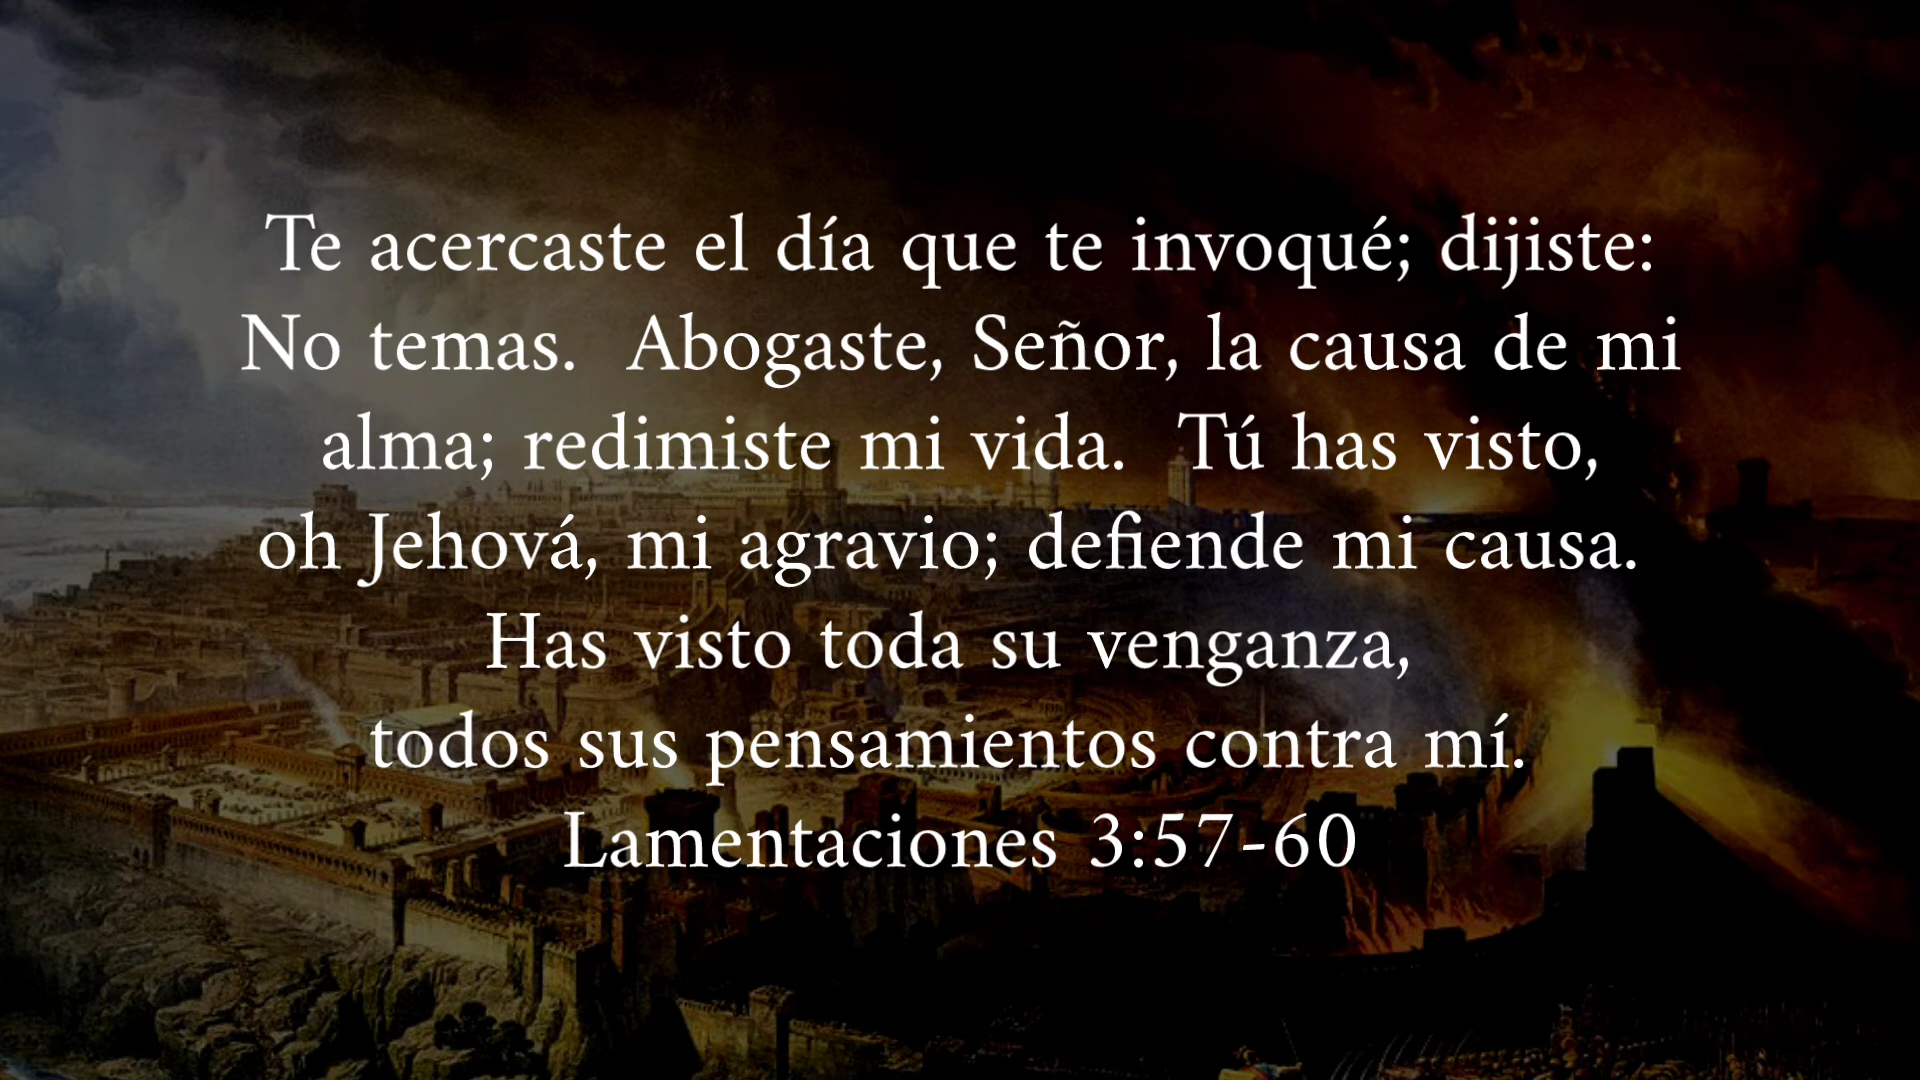 Te acercaste el día que te invoqué; dijiste:
No temas.  Abogaste, Señor, la causa de mi
alma; redimiste mi vida.  Tú has visto,
oh Jehová, mi agravio; defiende mi causa.
Has visto toda su venganza,
todos sus pensamientos contra mí.
Lamentaciones 3:57-60